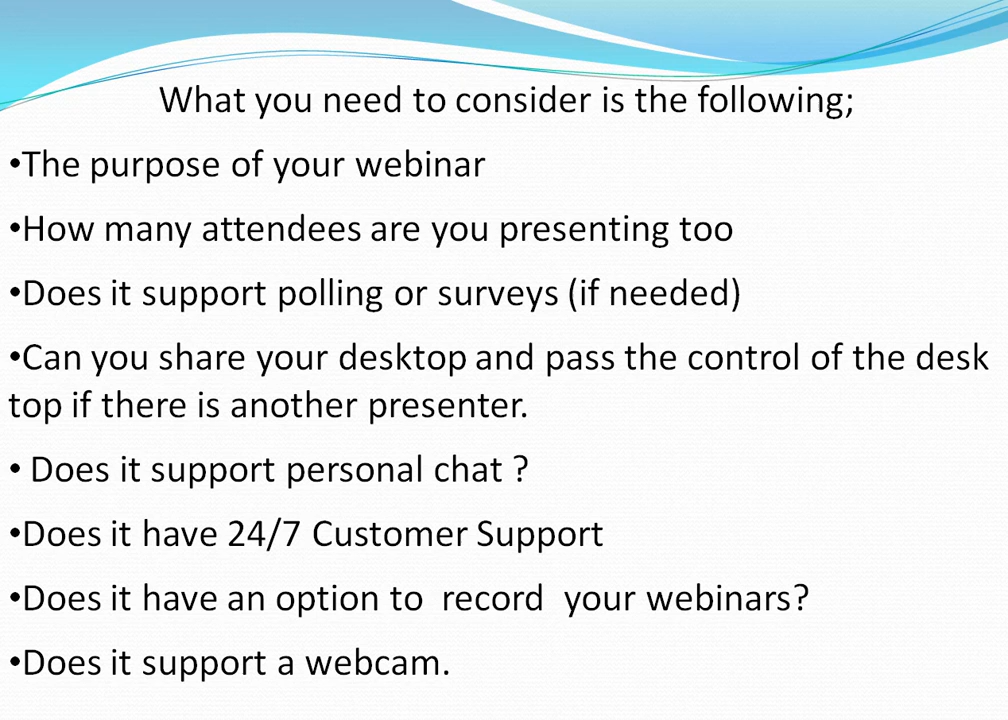 What you need to consider is the following;
•The purpose of your webinar
•How many attendees are you presenting too
•Does it support polling or surveys (if needed)
•Can you share your desktop and pass the control of the desk
top if there is another presenter.
• Does it support personal chat ?
•Does it have 24/7 Customer Support
•Does it have an option to  record  your webinars?
•Does it support a webcam.